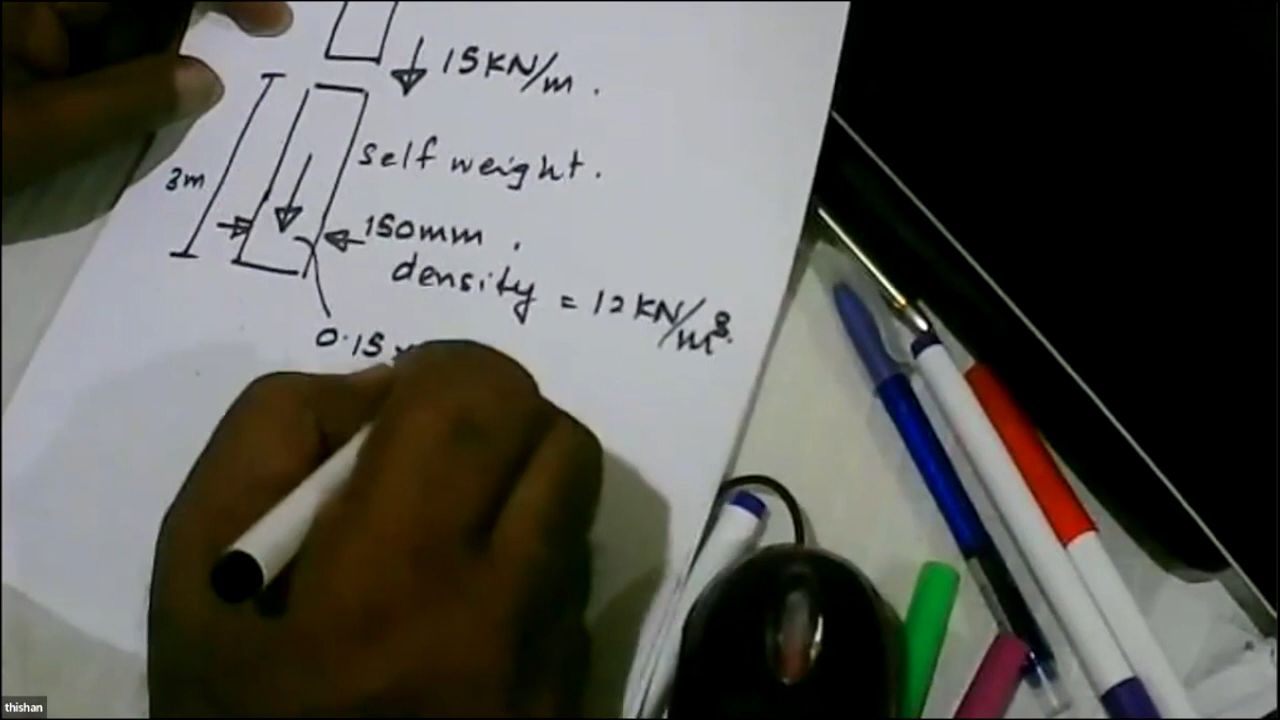 15KN/m.
self weight.
3m
150mm.
density = 12KN/m³.
0.15 x
thishan